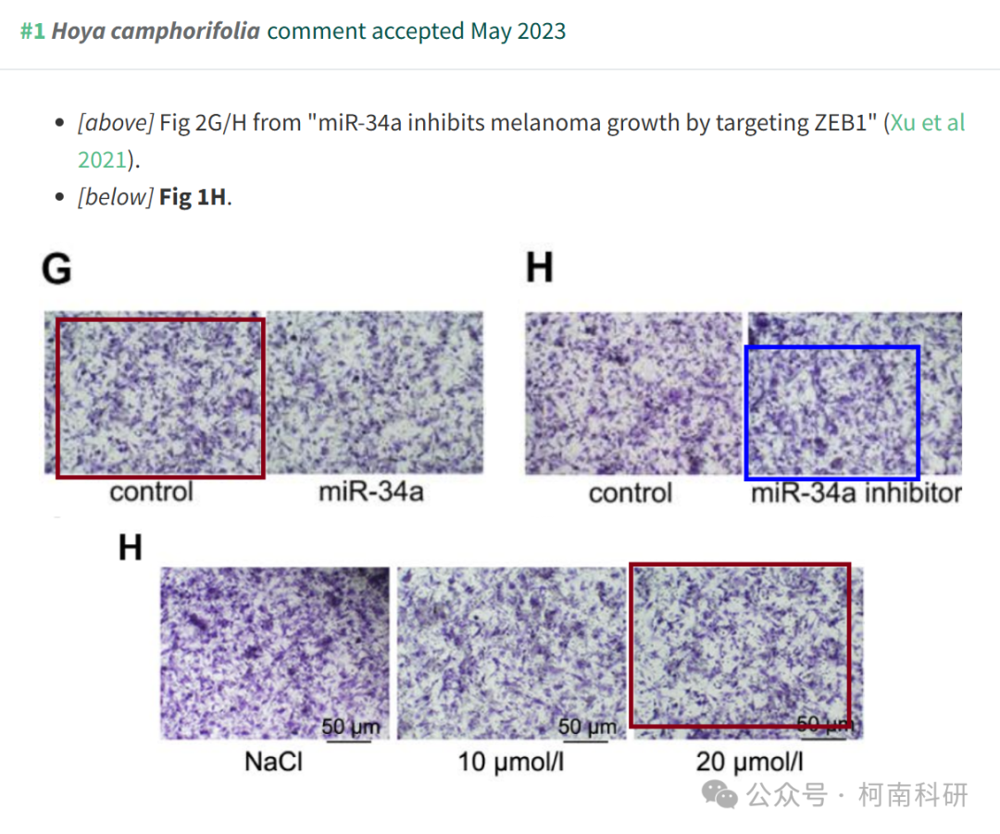 #1 Hoya camphorifolia comment accepted May 2023
• [above] Fig 2G/H from "miR-34a inhibits melanoma growth by targeting ZEB1" (Xu et al
2021).
• [below] Fig 1H.
G
H
control
miR-34a
control
miR-34a inhibitor
H
50 μm
50 μm
50 μm
NaCl
10 μmol/l
20 μmol/l
公众号 · 柯南科研